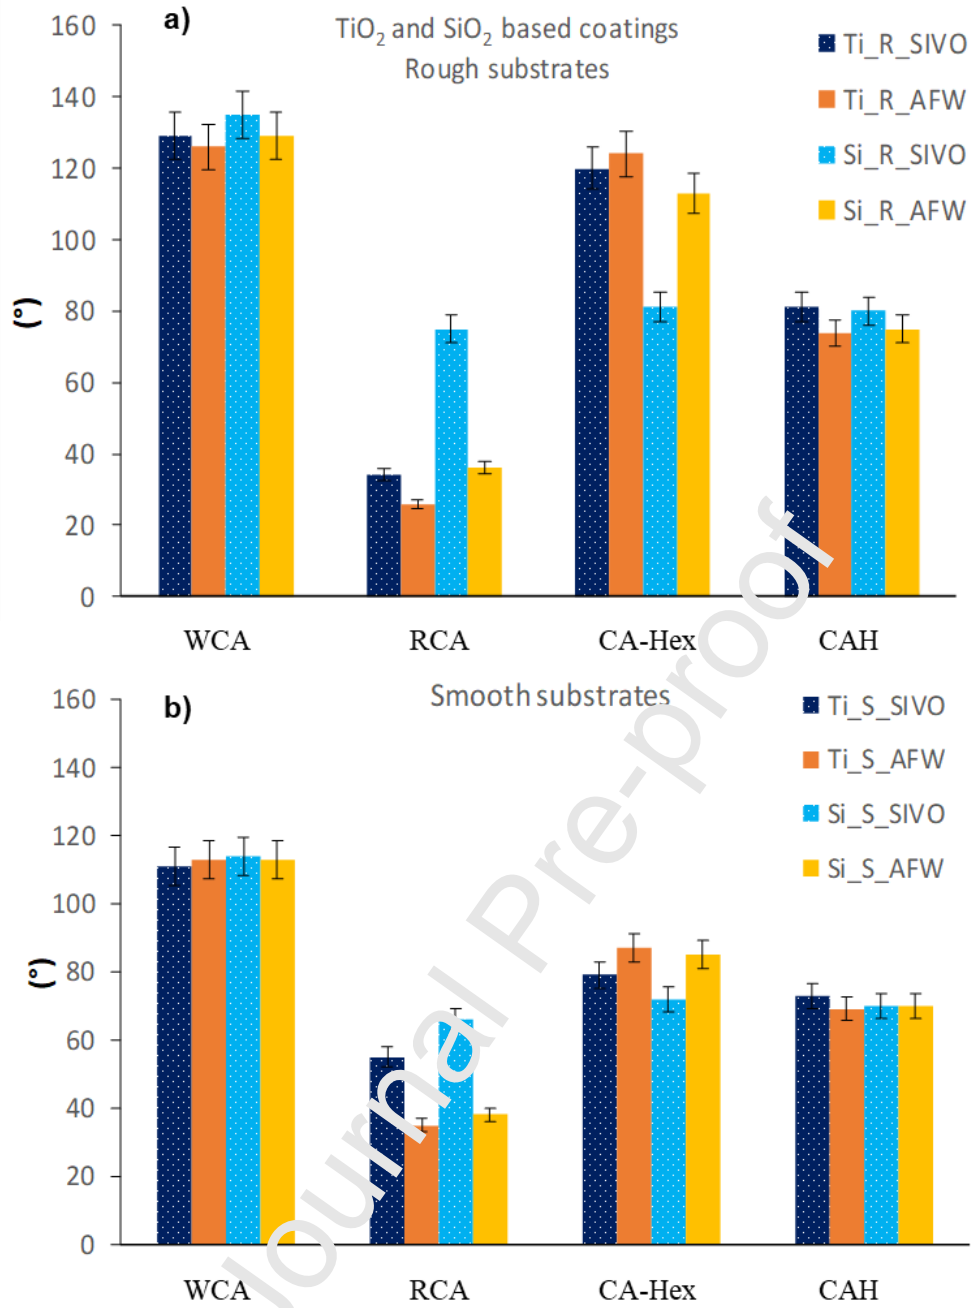 a)
TiO₂ and SiO₂ based coatings
Rough substrates
Ti_R_SIVO
Ti_R_AFW
Si_R_SIVO
Si_R_AFW
160
140
120
100
80
60
40
20
0
(°)
WCA RCA CA-Hex CAH
b)
Smooth substrates
Ti_S_SIVO
Ti_S_AFW
Si_S_SIVO
Si_S_AFW
160
140
120
100
80
60
40
20
0
(°)
WCA RCA CA-Hex CAH
Journal Pre-proof